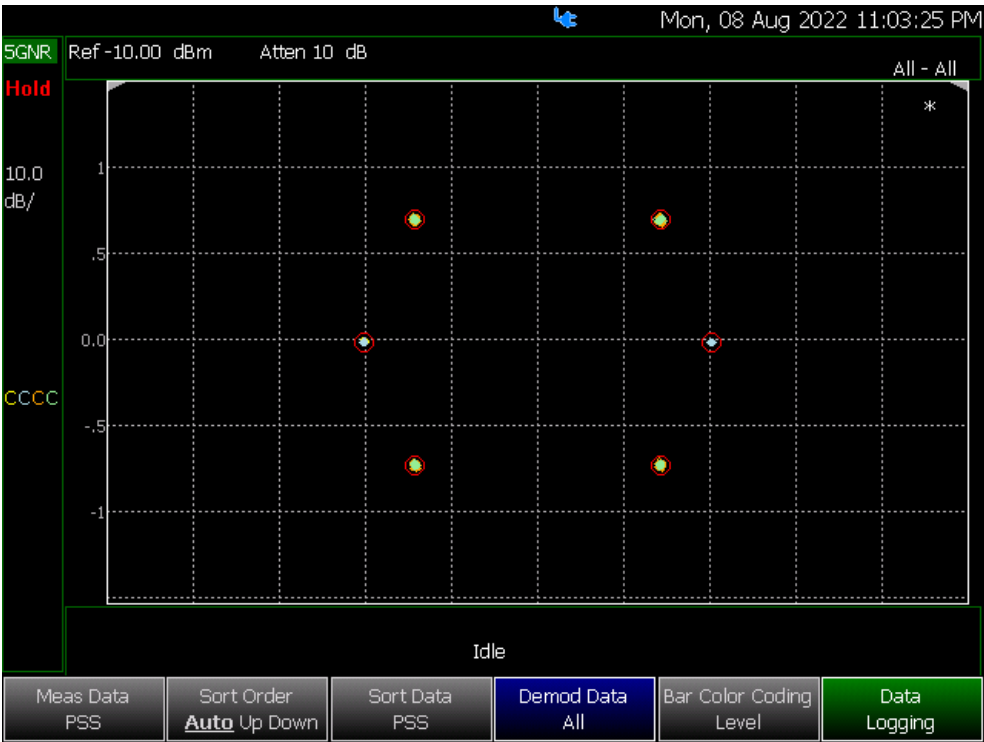 Mon, 08 Aug 2022 11:03:25 PM
5GNR Ref -10.00 dBm Atten 10 dB
All - All
Hold
*
10.0
dB/
1
.5
0.0
CCCC
-.5
-1
Idle
Meas Data
PSS
Sort Order
Auto Up Down
Sort Data
PSS
Demod Data
All
Bar Color Coding
Level
Data
Logging